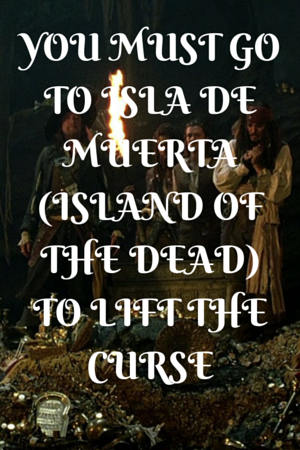 YOU MUST GO
TO ISLA DE
MUERTA
(ISLAND OF
THE DEAD)
TO LIFT THE
CURSE